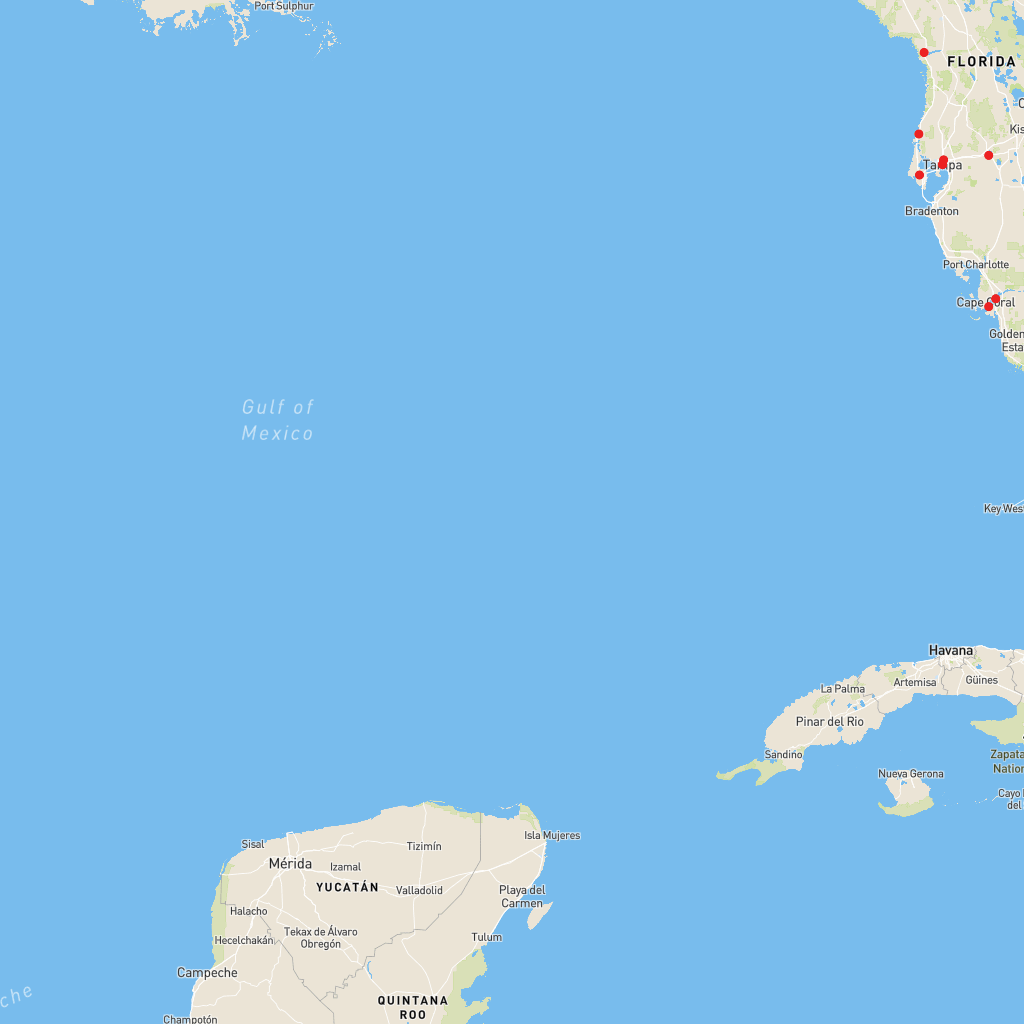 Port Sulphur
FLORIDA
Kis
Tampa
Bradenton
Port Charlotte
Cape Coral
Golden
Esta
Gulf of
Mexico
Key West
Havana
Güines
Artemisa
La Palma
Pinar del Rio
Sandino
Zapata
Nation
Nueva Gerona
Cayo
del
Isla Mujeres
Sisal
Tizimín
Mérida
Izamal
YUCATÁN
Valladolid
Playa del
Carmen
Halacho
Tekax de Álvaro
Obregón
Hecelchakán
Tulum
Campeche
che
QUINTANA
ROO
Champotón